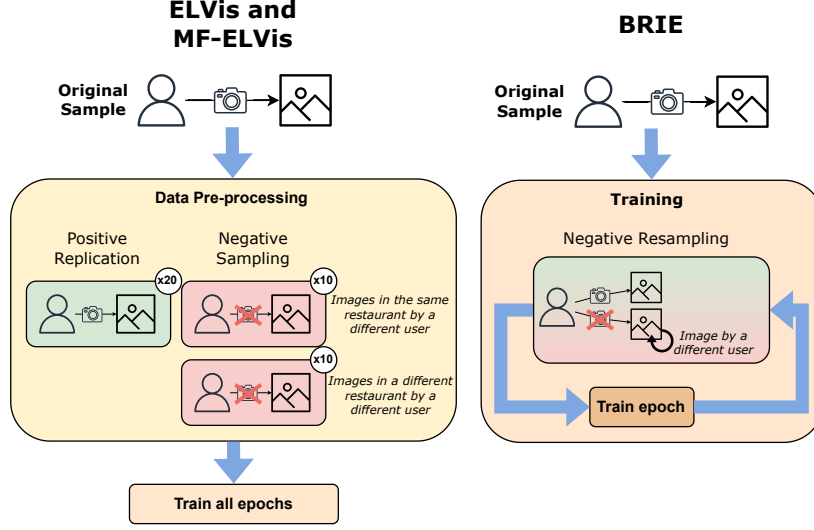 ELVis and
MF-ELVis
Original
Sample
Data Pre-processing
Positive
Replication
x20
Negative
Sampling
x10
Images in the same
restaurant by a
different user
x10
Images in a different
restaurant by a
different user
Train all epochs
BRIE
Original
Sample
Training
Negative Resampling
Image by a
different user
Train epoch